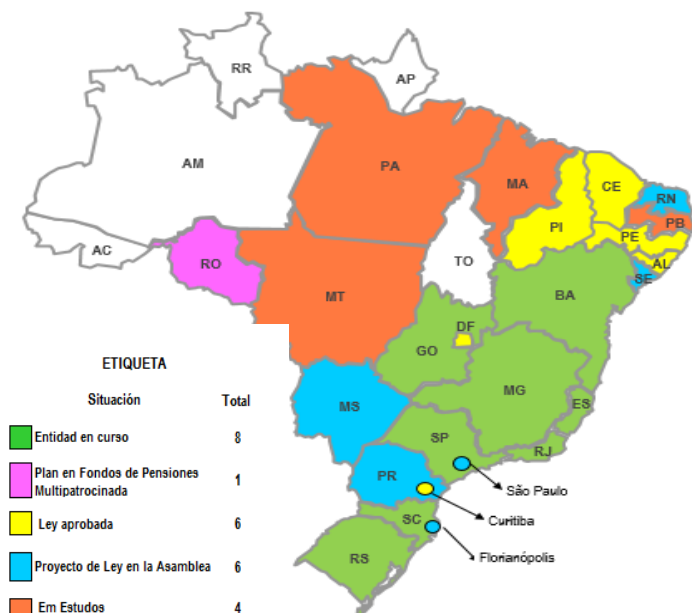 RR
AP
AM
PA
MA
CE
RN
PB
PI
PE
AL
SE
AC
RO
TO
MT
BA
DF
GO
MG
ES
MS
SP
RJ
PR
São Paulo
Curitiba
SC
Florianópolis
RS
ETIQUETA
Situación Total
Entidad en curso 8
Plan en Fondos de Pensiones 1
Multipatrocinada
Ley aprobada 6
Proyecto de Ley en la Asamblea 6
Em Estudos 4